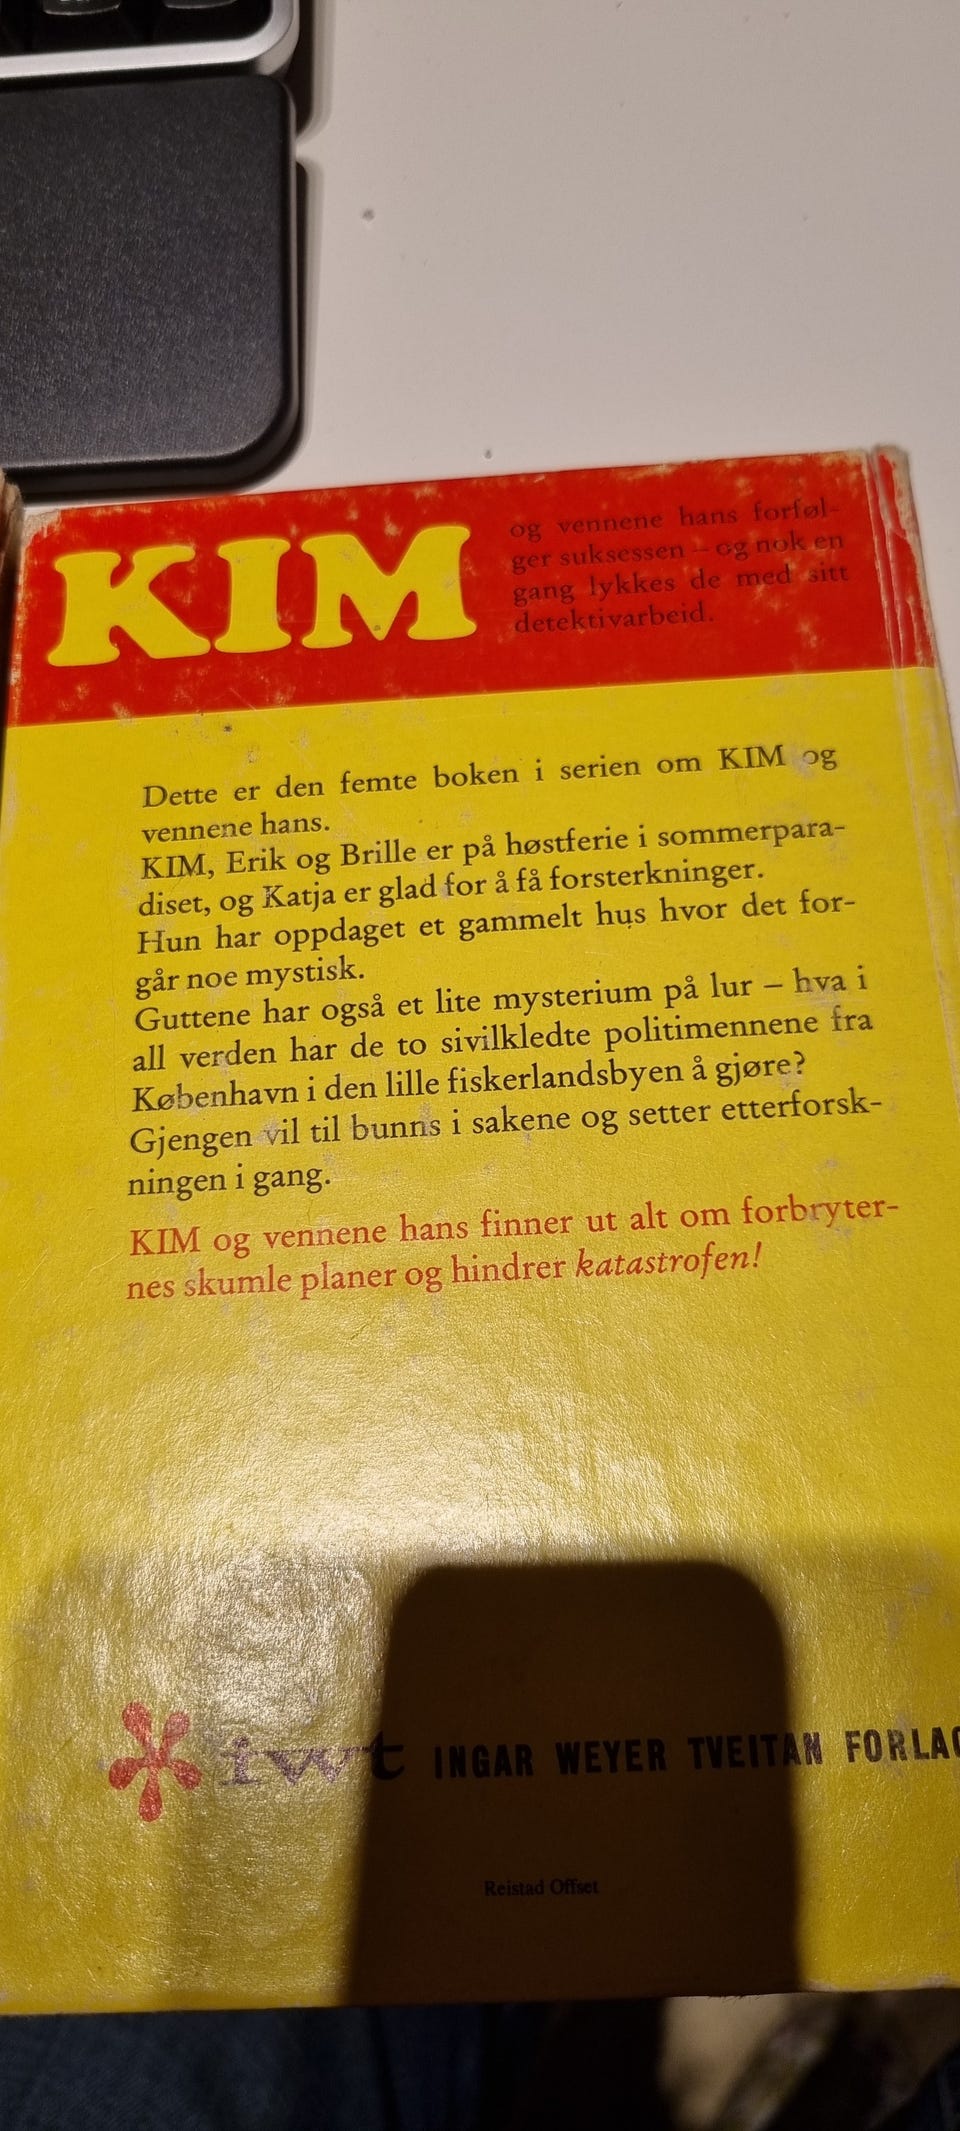 KIM
og vennene hans forføl-
ger suksessen – og nok en
gang lykkes de med sitt
detektivarbeid.
Dette er den femte boken i serien om KIM og
vennene hans.
KIM, Erik og Brille er på høstferie i sommerpara-
diset, og Katja er glad for å få forsterkninger.
Hun har oppdaget et gammelt hus hvor det for-
går noe mystisk.
Guttene har også et lite mysterium på lur – hva i
all verden har de to sivilkledte politimennene fra
København i den lille fiskerlandsbyen å gjøre?
Gjengen vil til bunns i sakene og setter etterforsk-
ningen i gang.
KIM og vennene hans finner ut alt om forbryter-
nes skumle planer og hindrer katastrofen!
iwt INGAR WEYER TVEITAN FORLAG
Reistad Offset